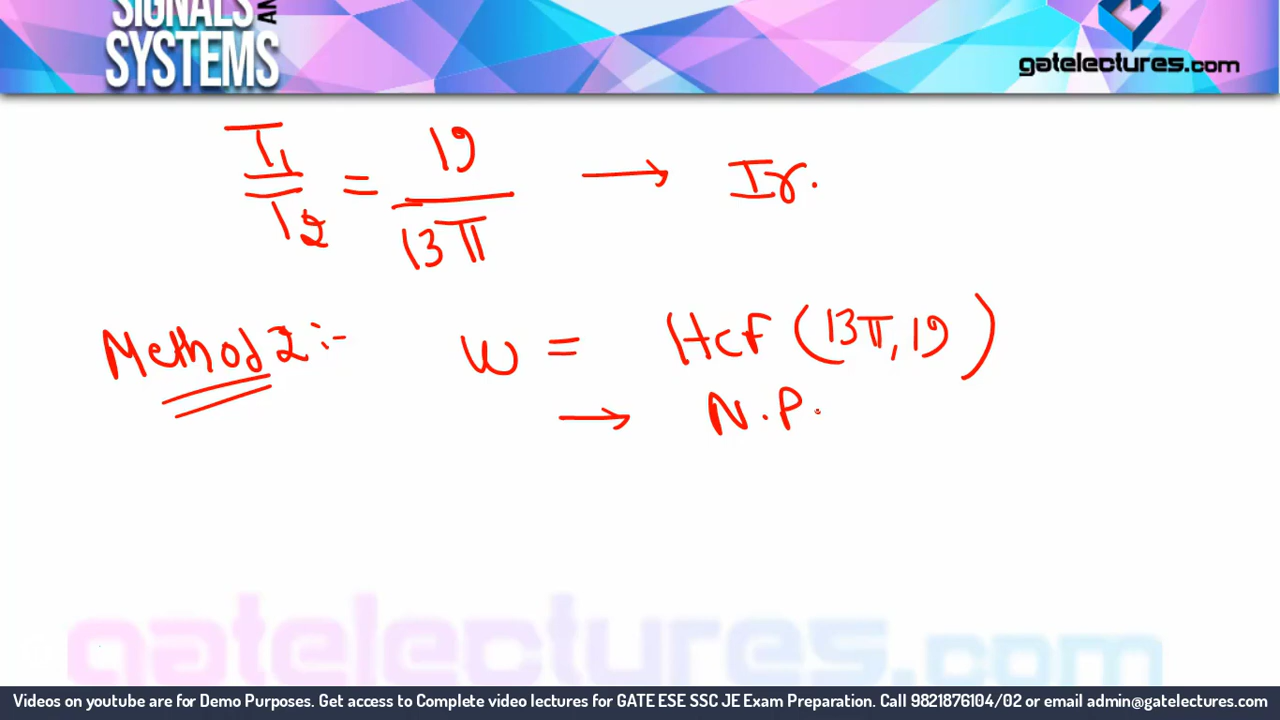 SIGNALS AND
SYSTEMS
gatelectures.com
T1/T2 = 19/13π → Ir.
Method 2:- ω = Hcf (13π, 19)
→ N.P.
gatelectures.com
Videos on youtube are for Demo Purposes. Get access to Complete video lectures for GATE ESE SSC JE Exam Preparation. Call 9821876104/02 or email admin@gatelectures.com